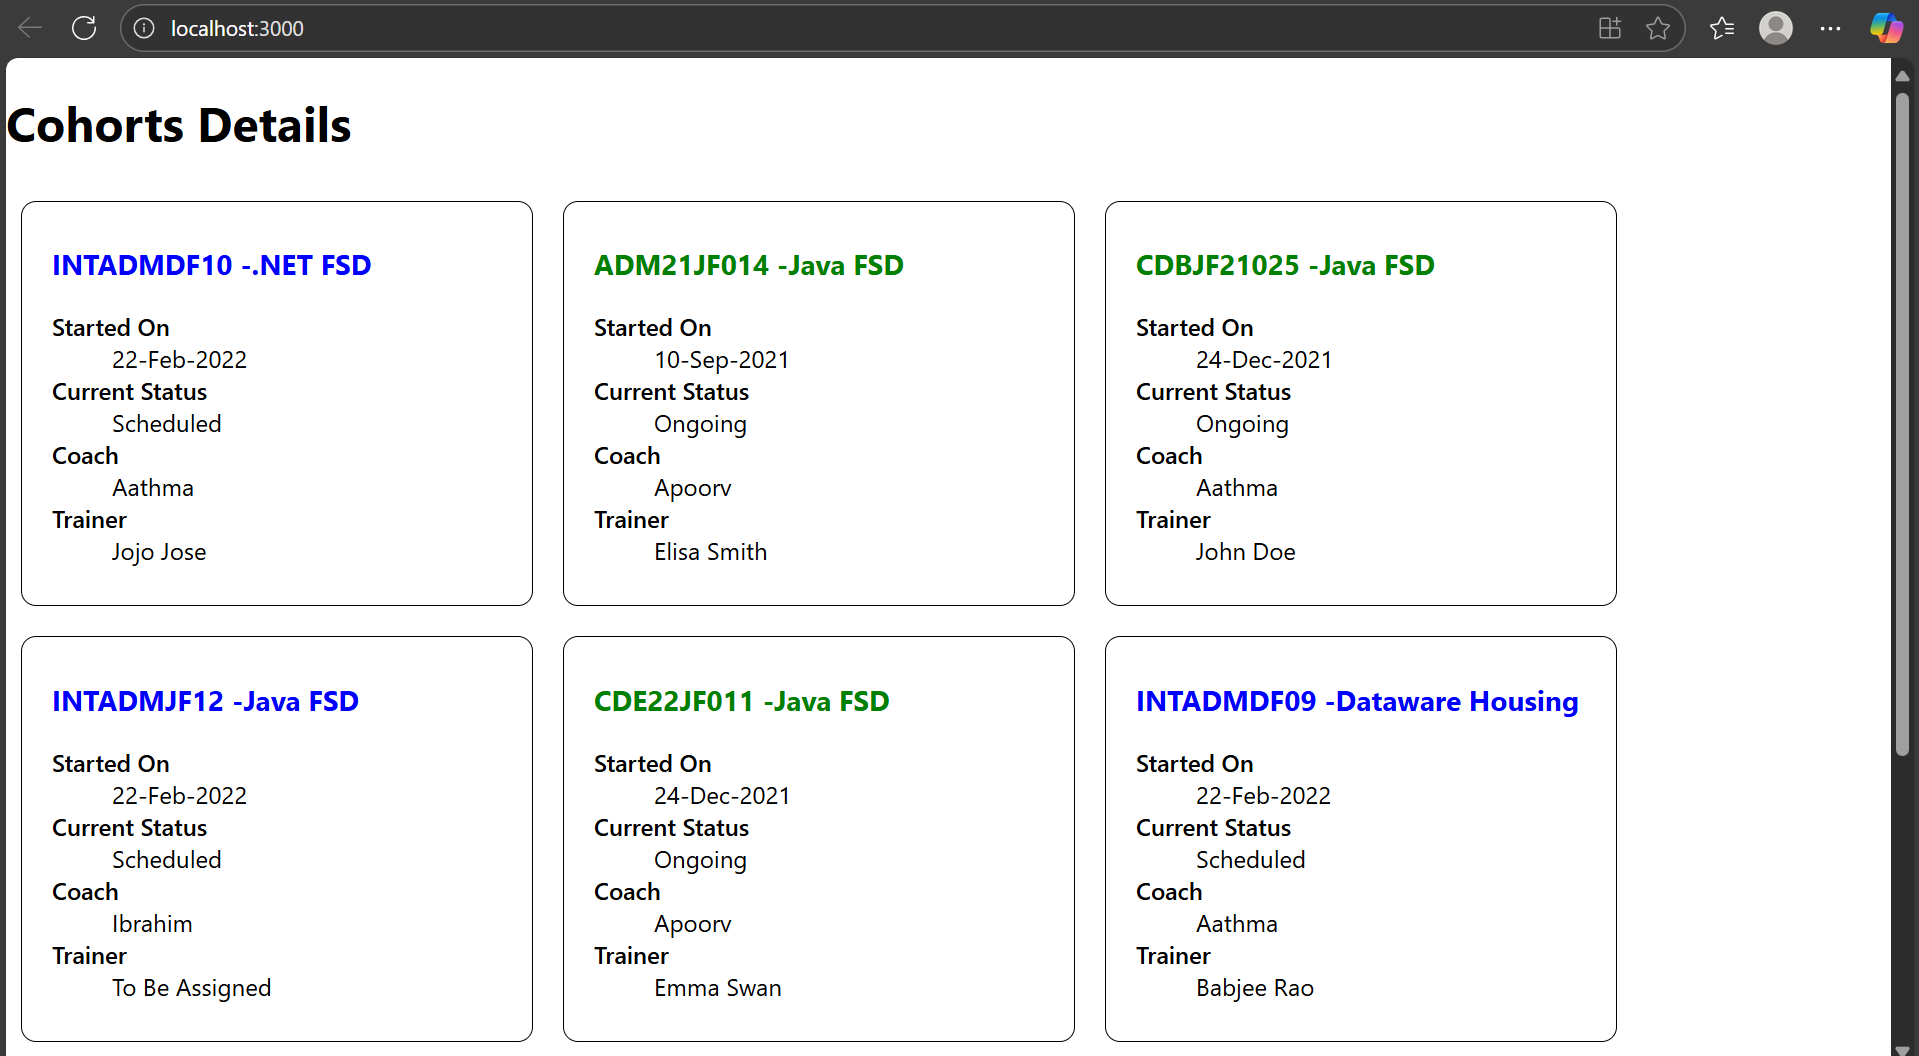 localhost:3000
Cohorts Details
INTADMDF10 -.NET FSD
Started On
22-Feb-2022
Current Status
Scheduled
Coach
Aathma
Trainer
Jojo Jose
ADM21JF014 -Java FSD
Started On
10-Sep-2021
Current Status
Ongoing
Coach
Apoorv
Trainer
Elisa Smith
CDBJF21025 -Java FSD
Started On
24-Dec-2021
Current Status
Ongoing
Coach
Aathma
Trainer
John Doe
INTADMJF12 -Java FSD
Started On
22-Feb-2022
Current Status
Scheduled
Coach
Ibrahim
Trainer
To Be Assigned
CDE22JF011 -Java FSD
Started On
24-Dec-2021
Current Status
Ongoing
Coach
Apoorv
Trainer
Emma Swan
INTADMDF09 -Dataware Housing
Started On
22-Feb-2022
Current Status
Scheduled
Coach
Aathma
Trainer
Babjee Rao